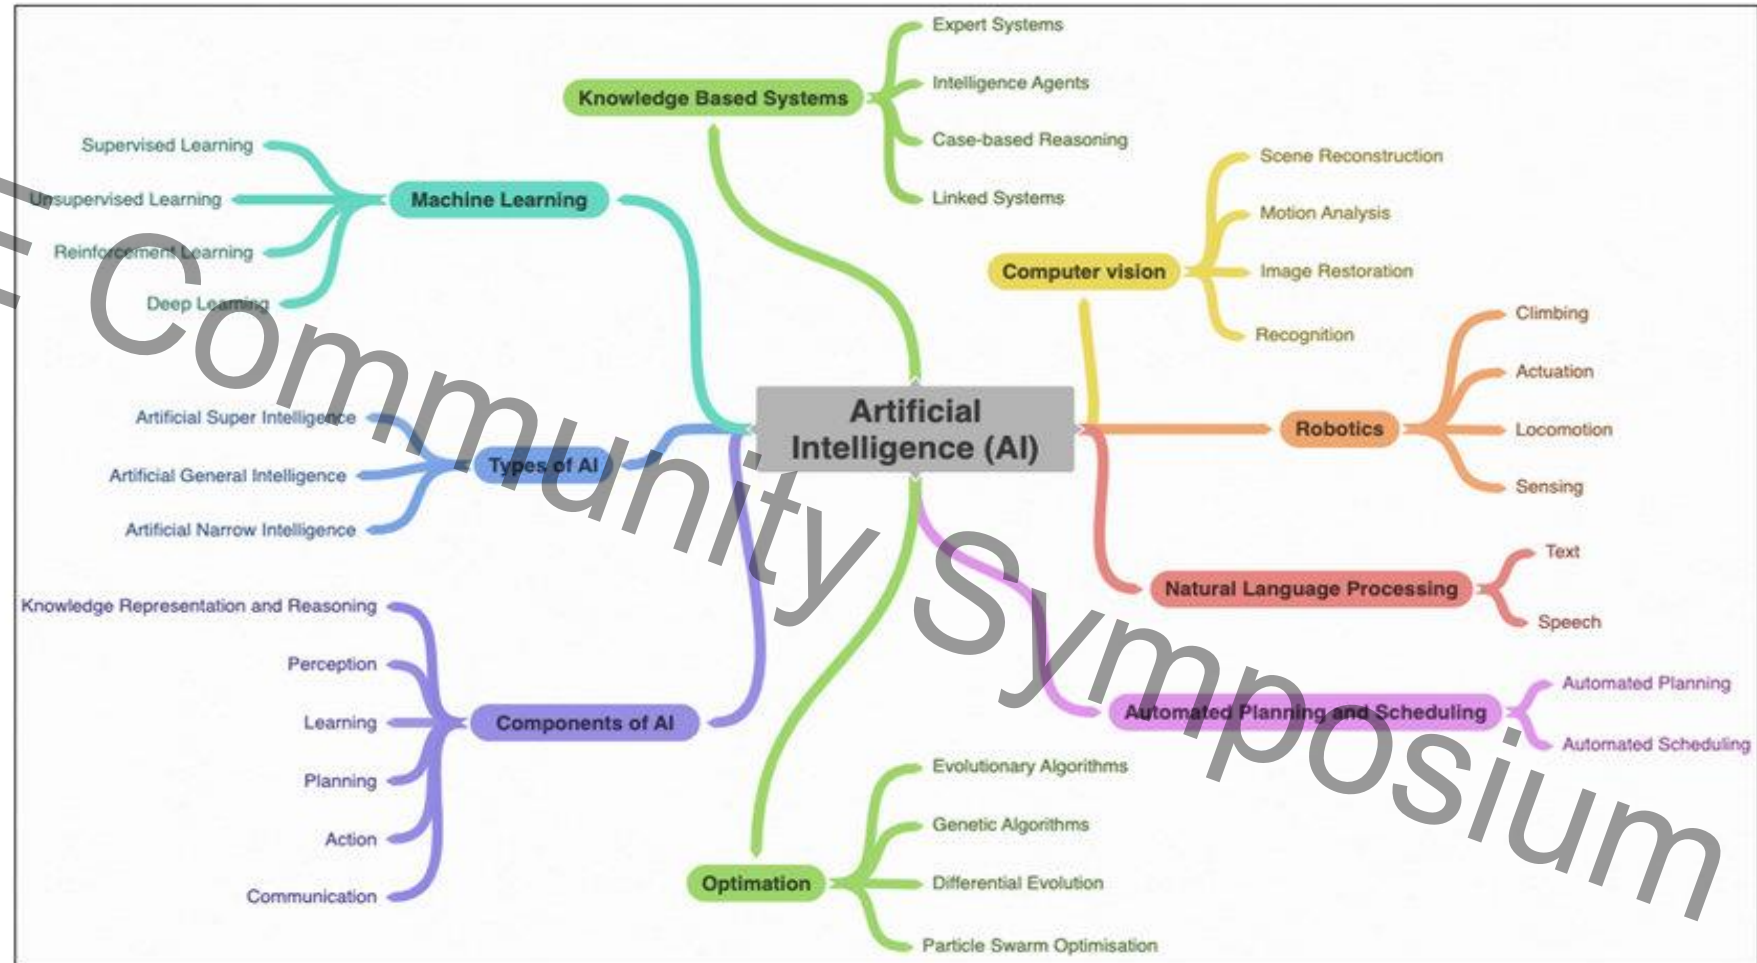 Knowledge Based Systems
Expert Systems
Intelligence Agents
Case-based Reasoning
Linked Systems
Machine Learning
Supervised Learning
Unsupervised Learning
Reinforcement Learning
Deep Learning
Computer vision
Scene Reconstruction
Motion Analysis
Image Restoration
Recognition
Artificial
Intelligence (AI)
Robotics
Climbing
Actuation
Locomotion
Sensing
Types of AI
Artificial Super Intelligence
Artificial General Intelligence
Artificial Narrow Intelligence
Natural Language Processing
Text
Speech
Components of AI
Knowledge Representation and Reasoning
Perception
Learning
Planning
Action
Communication
Automated Planning and Scheduling
Automated Planning
Automated Scheduling
Optimation
Evolutionary Algorithms
Genetic Algorithms
Differential Evolution
Particle Swarm Optimisation
Community Symposium